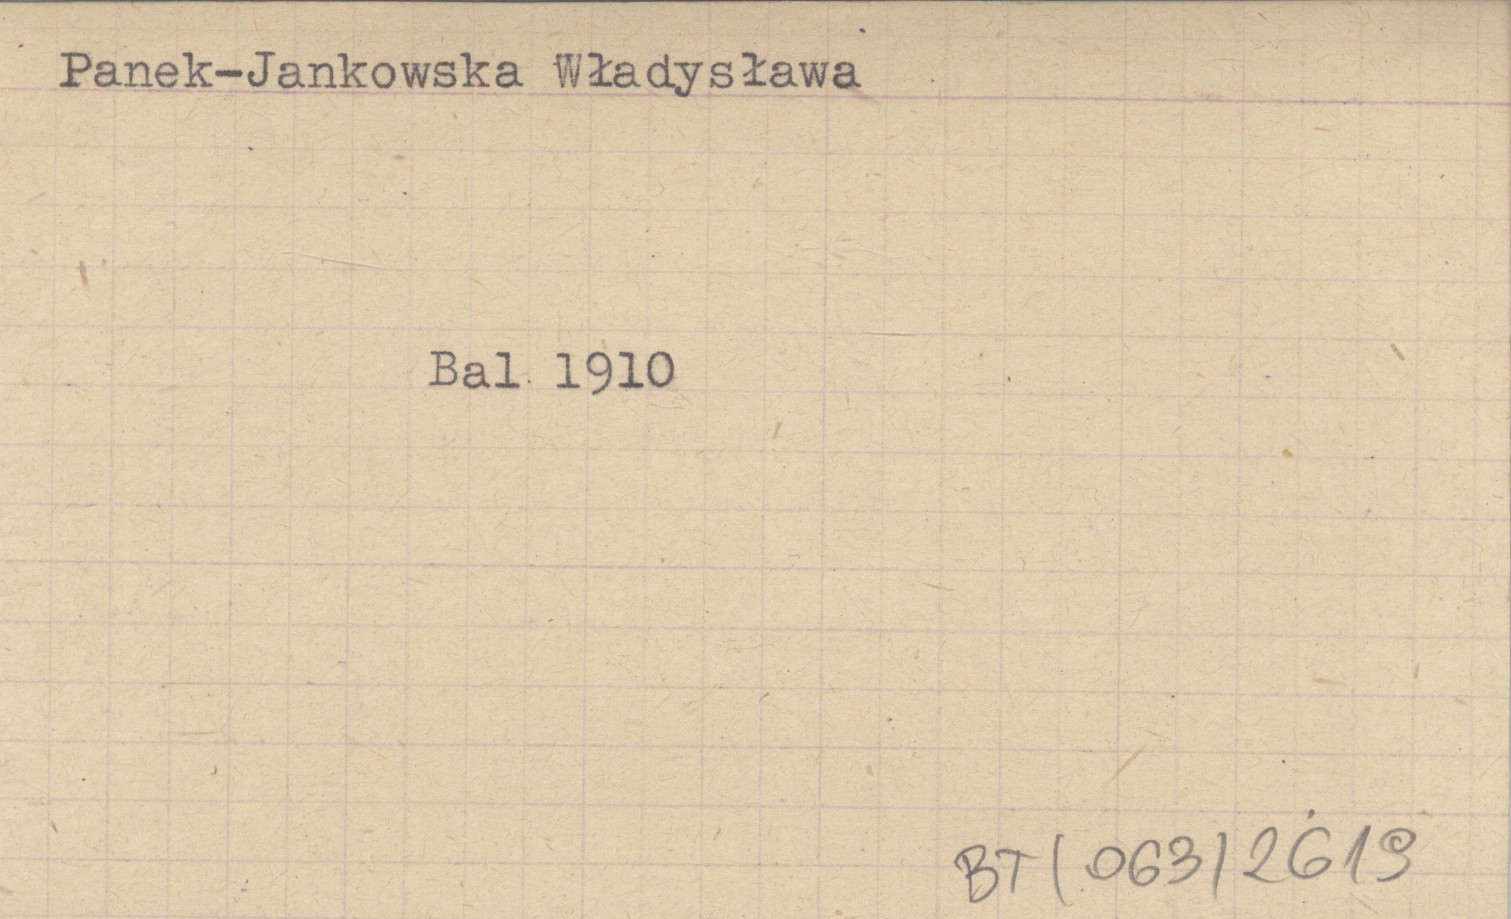 Panek-Jankowska Władysława
Bal 1910
BT (063) 2619